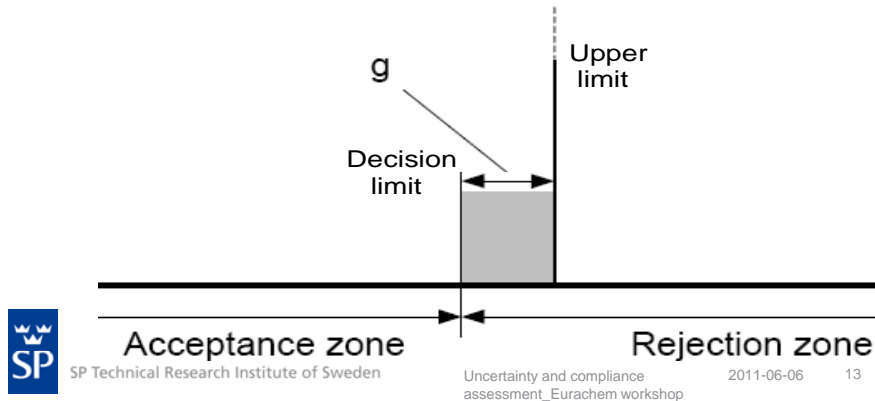 g
Upper
limit
Decision
limit
Acceptance zone
Rejection zone
SP
SP Technical Research Institute of Sweden
Uncertainty and compliance
assessment_Eurachem workshop
2011-06-06
13